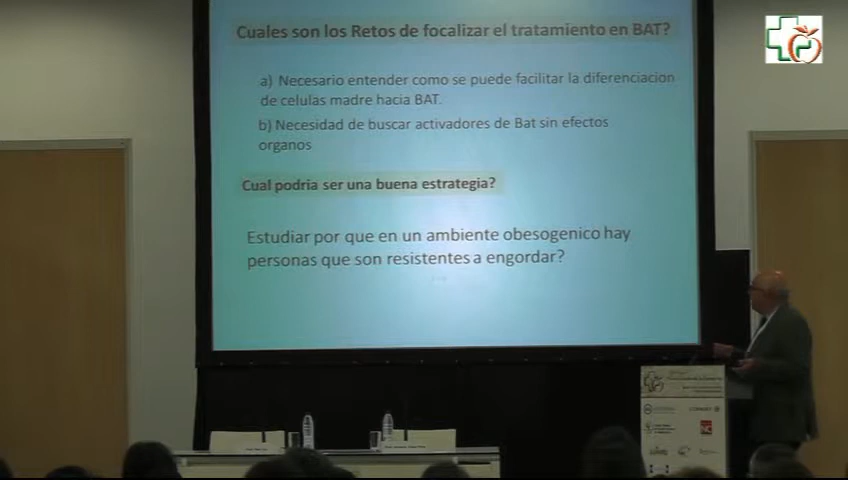 Cuales son los Retos de focalizar el tratamiento en BAT?
a) Necesario entender como se puede facilitar la diferenciacion
de celulas madre hacia BAT.
b) Necesidad de buscar activadores de Bat sin efectos
organos
Cual podria ser una buena estrategia?
Estudiar por que en un ambiente obesogenico hay
personas que son resistentes a engordar?